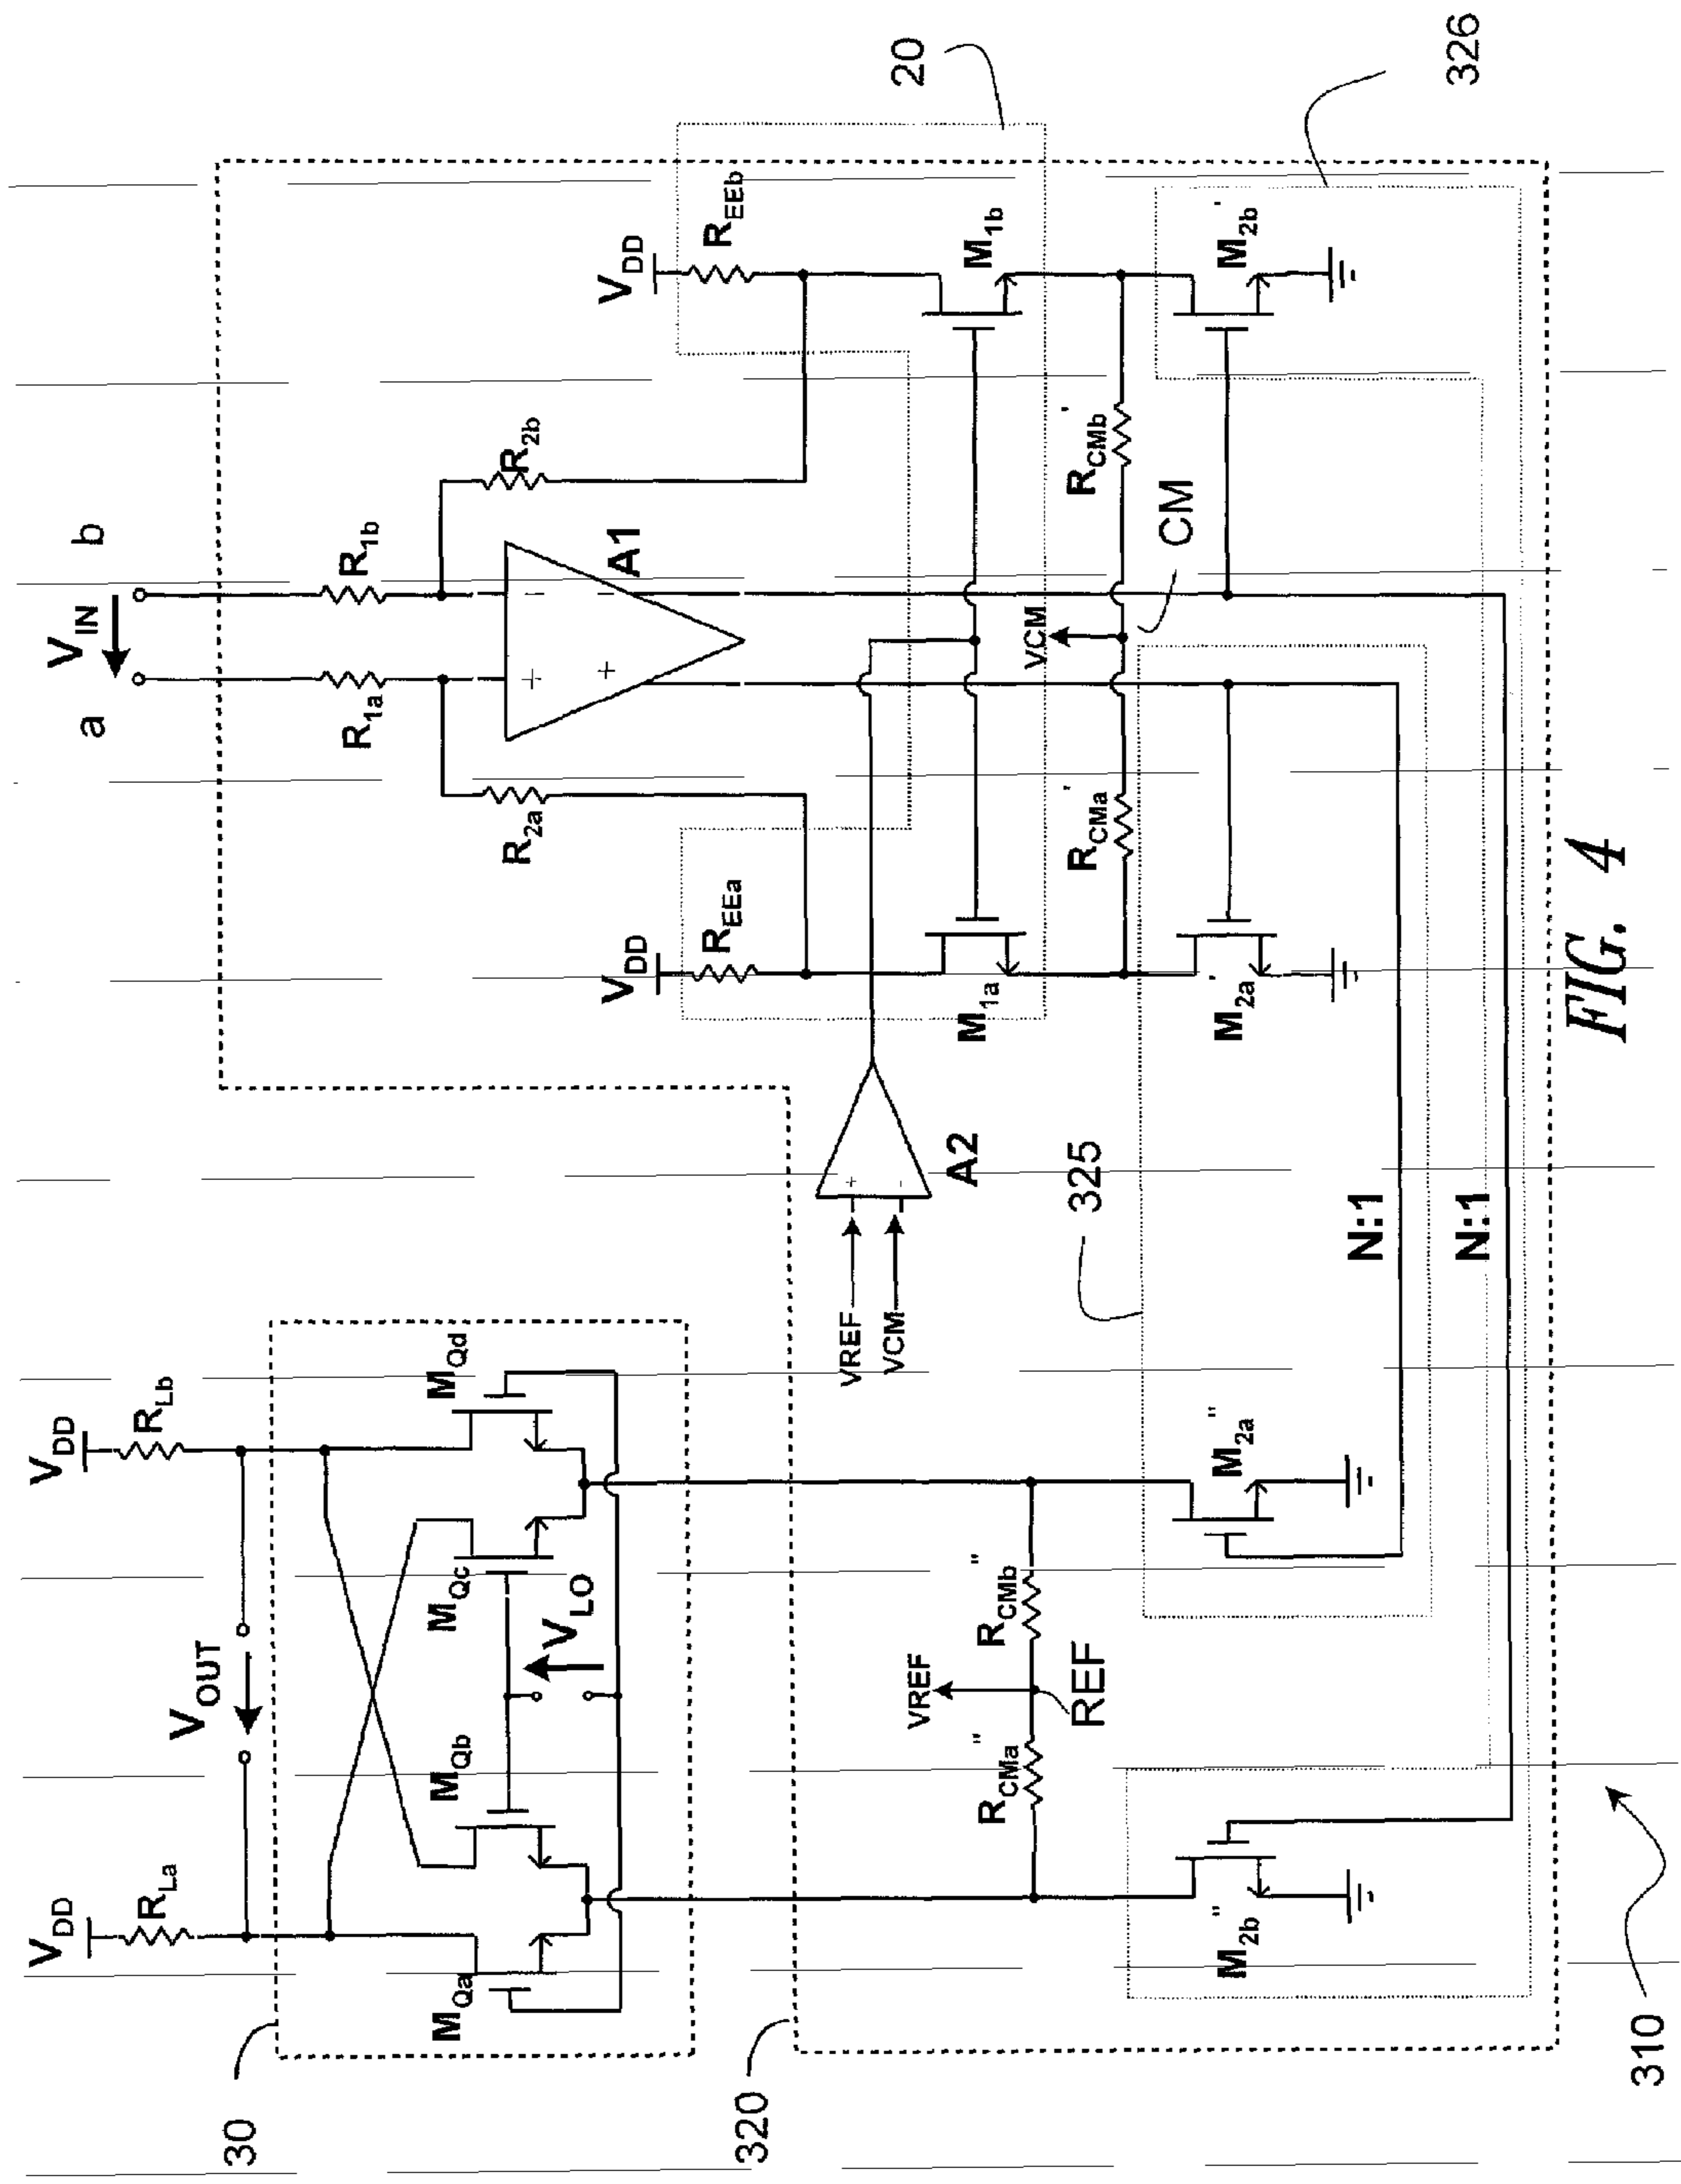 V_IN
a
b
R_1a
R_1b
20
V_DD
R_EEa
R_2a
+
-
+
-
A1
R_2b
V_DD
R_EEb
M_1a
M_1b
V_DD
R_La
V_OUT
V_DD
R_Lb
30
M_Qa
M_Qb
M_Qc
M_Qd
V_LO
VREF
VCM
+
-
A2
VCM
R_CMa'
R_CMb'
CM
VREF
R_CMa"
R_CMb"
REF
320
325
326
M_2b"
M_2a"
M_2a'
M_2b'
N:1
N:1
310
FIG. 4